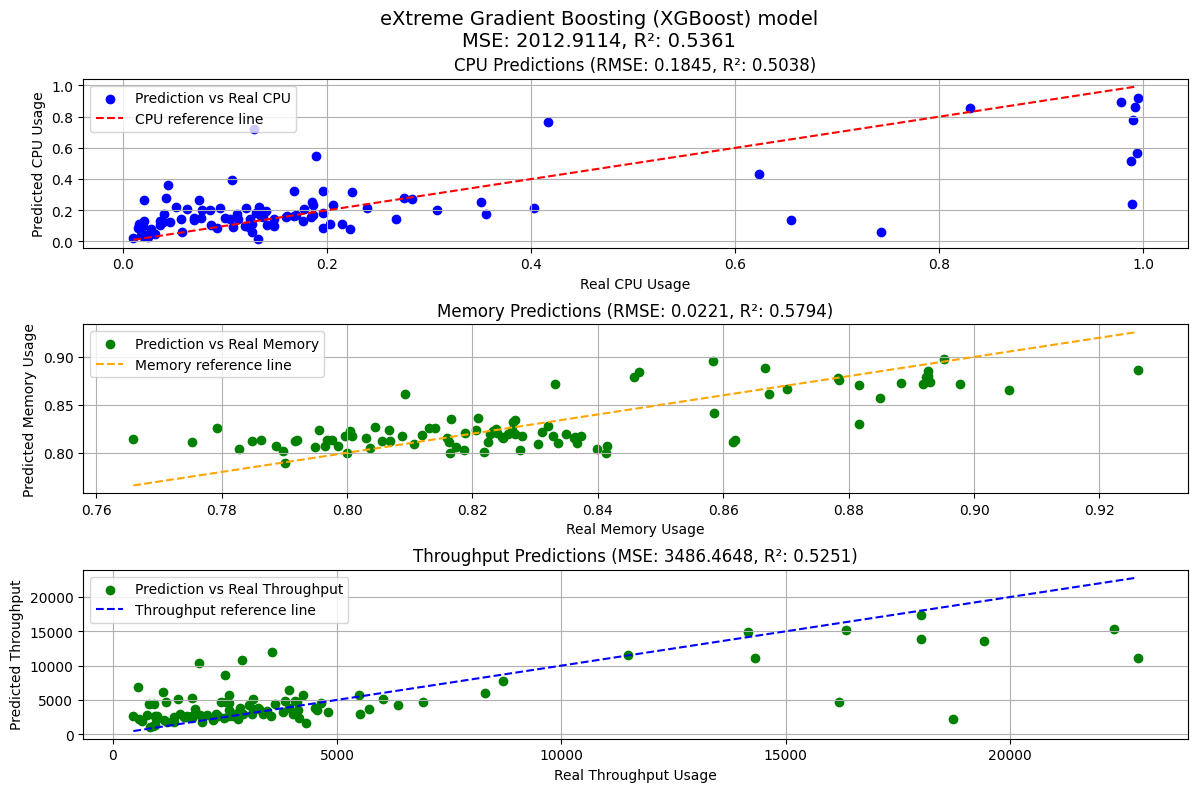 eXtreme Gradient Boosting (XGBoost) model
MSE: 2012.9114, R²: 0.5361
CPU Predictions (RMSE: 0.1845, R²: 0.5038)
Predicted CPU Usage
1.0
0.8
0.6
0.4
0.2
0.0
Prediction vs Real CPU
CPU reference line
0.0 0.2 0.4 0.6 0.8 1.0
Real CPU Usage
Memory Predictions (RMSE: 0.0221, R²: 0.5794)
Predicted Memory Usage
0.90
0.85
0.80
Prediction vs Real Memory
Memory reference line
0.76 0.78 0.80 0.82 0.84 0.86 0.88 0.90 0.92
Real Memory Usage
Throughput Predictions (MSE: 3486.4648, R²: 0.5251)
Predicted Throughput
20000
15000
10000
5000
0
Prediction vs Real Throughput
Throughput reference line
0 5000 10000 15000 20000
Real Throughput Usage